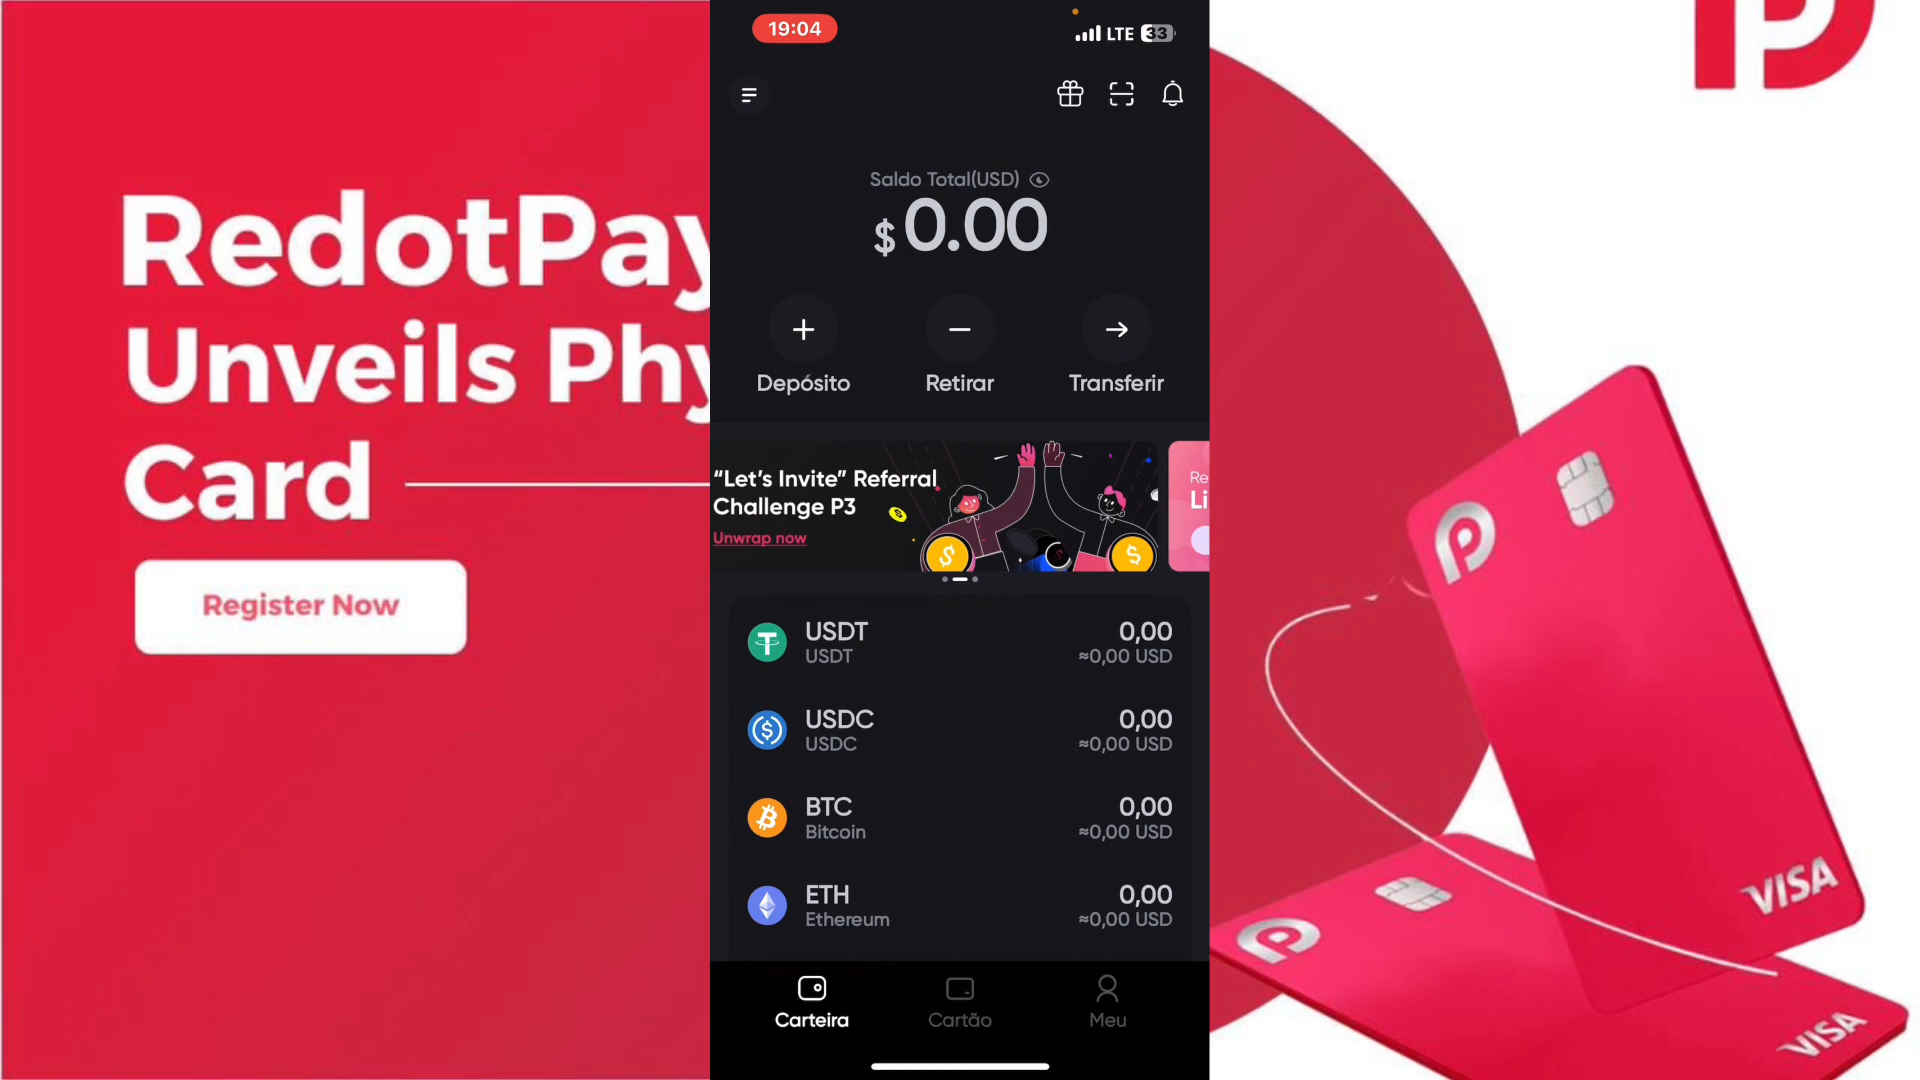 RedotPay
Unveils Phy
Card
Register Now
19:04
LTE 33
Saldo Total(USD)
$0.00
Depósito
Retirar
Transferir
“Let’s Invite” Referral
Challenge P3
Unwrap now
Re
Li
USDT 0,00
USDT ≈0,00 USD
USDC 0,00
USDC ≈0,00 USD
BTC 0,00
Bitcoin ≈0,00 USD
ETH 0,00
Ethereum ≈0,00 USD
Carteira
Cartão
Meu
VISA
VISA